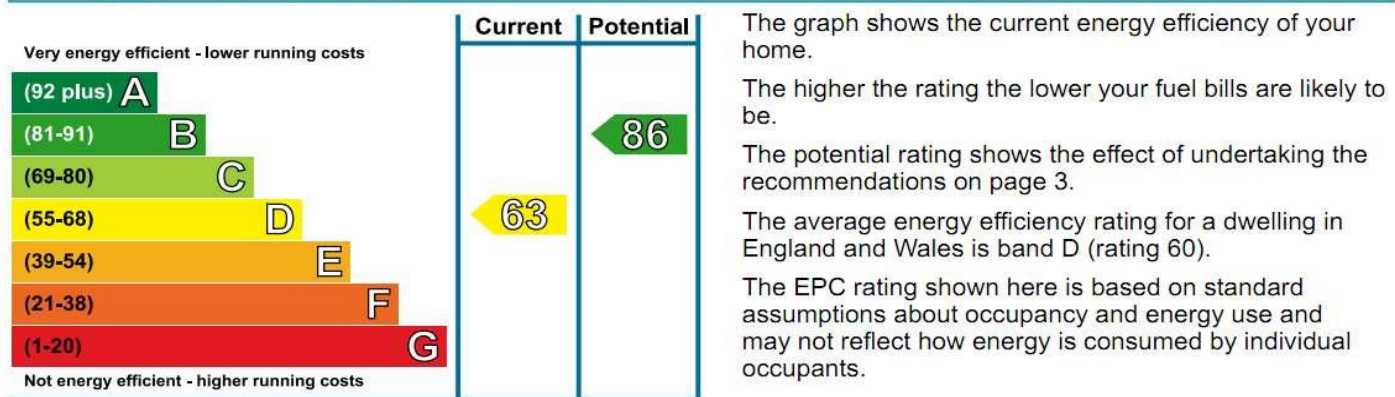 Current Potential
Very energy efficient - lower running costs
(92 plus) A
(81-91) B
86
(69-80) C
(55-68) D
63
(39-54) E
(21-38) F
(1-20) G
Not energy efficient - higher running costs
The graph shows the current energy efficiency of your
home.
The higher the rating the lower your fuel bills are likely to
be.
The potential rating shows the effect of undertaking the
recommendations on page 3.
The average energy efficiency rating for a dwelling in
England and Wales is band D (rating 60).
The EPC rating shown here is based on standard
assumptions about occupancy and energy use and
may not reflect how energy is consumed by individual
occupants.